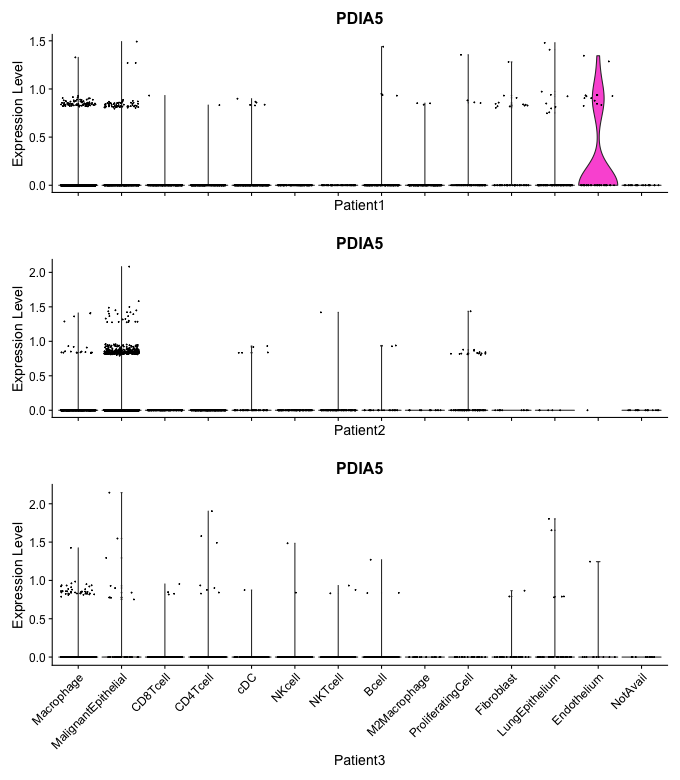 PDIA5
Expression Level
1.5
1.0
0.5
0.0
Patient1
PDIA5
Expression Level
2.0
1.5
1.0
0.5
0.0
Patient2
PDIA5
Expression Level
2.0
1.5
1.0
0.5
0.0
Macrophage
MalignantEpithelial
CD8Tcell
CD4Tcell
cDC
NKcell
NKTcell
Bcell
M2Macrophage
ProliferatingCell
Fibroblast
LungEpithelium
Endothelium
NotAvail
Patient3